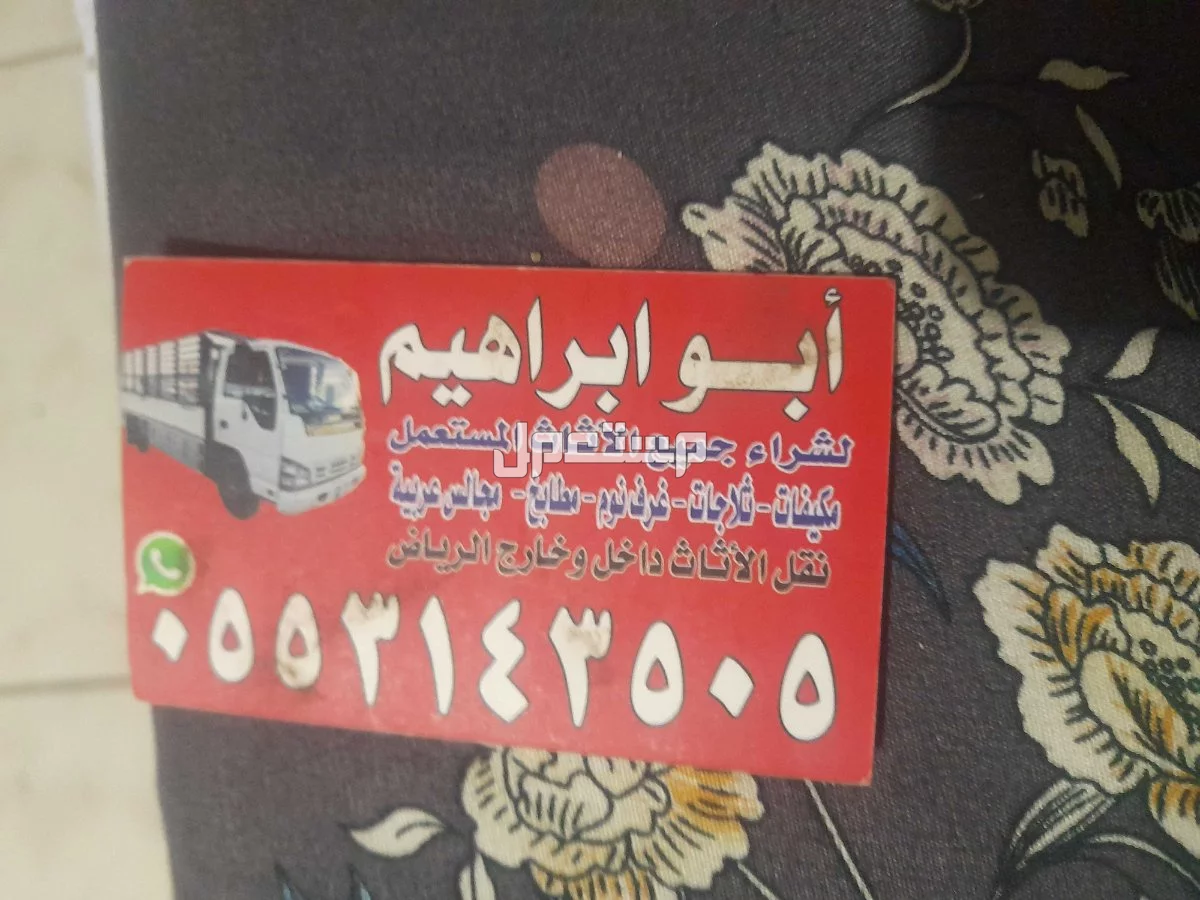 أبو ابراهيم
لشراء جميع الأثاث المستعمل
مكيفات - ثلاجات - غرف نوم - مطابخ - مجالس عربية
نقل الأثاث داخل وخارج الرياض
٠٥٥٣١٤٣٥٠٥
مستعمل